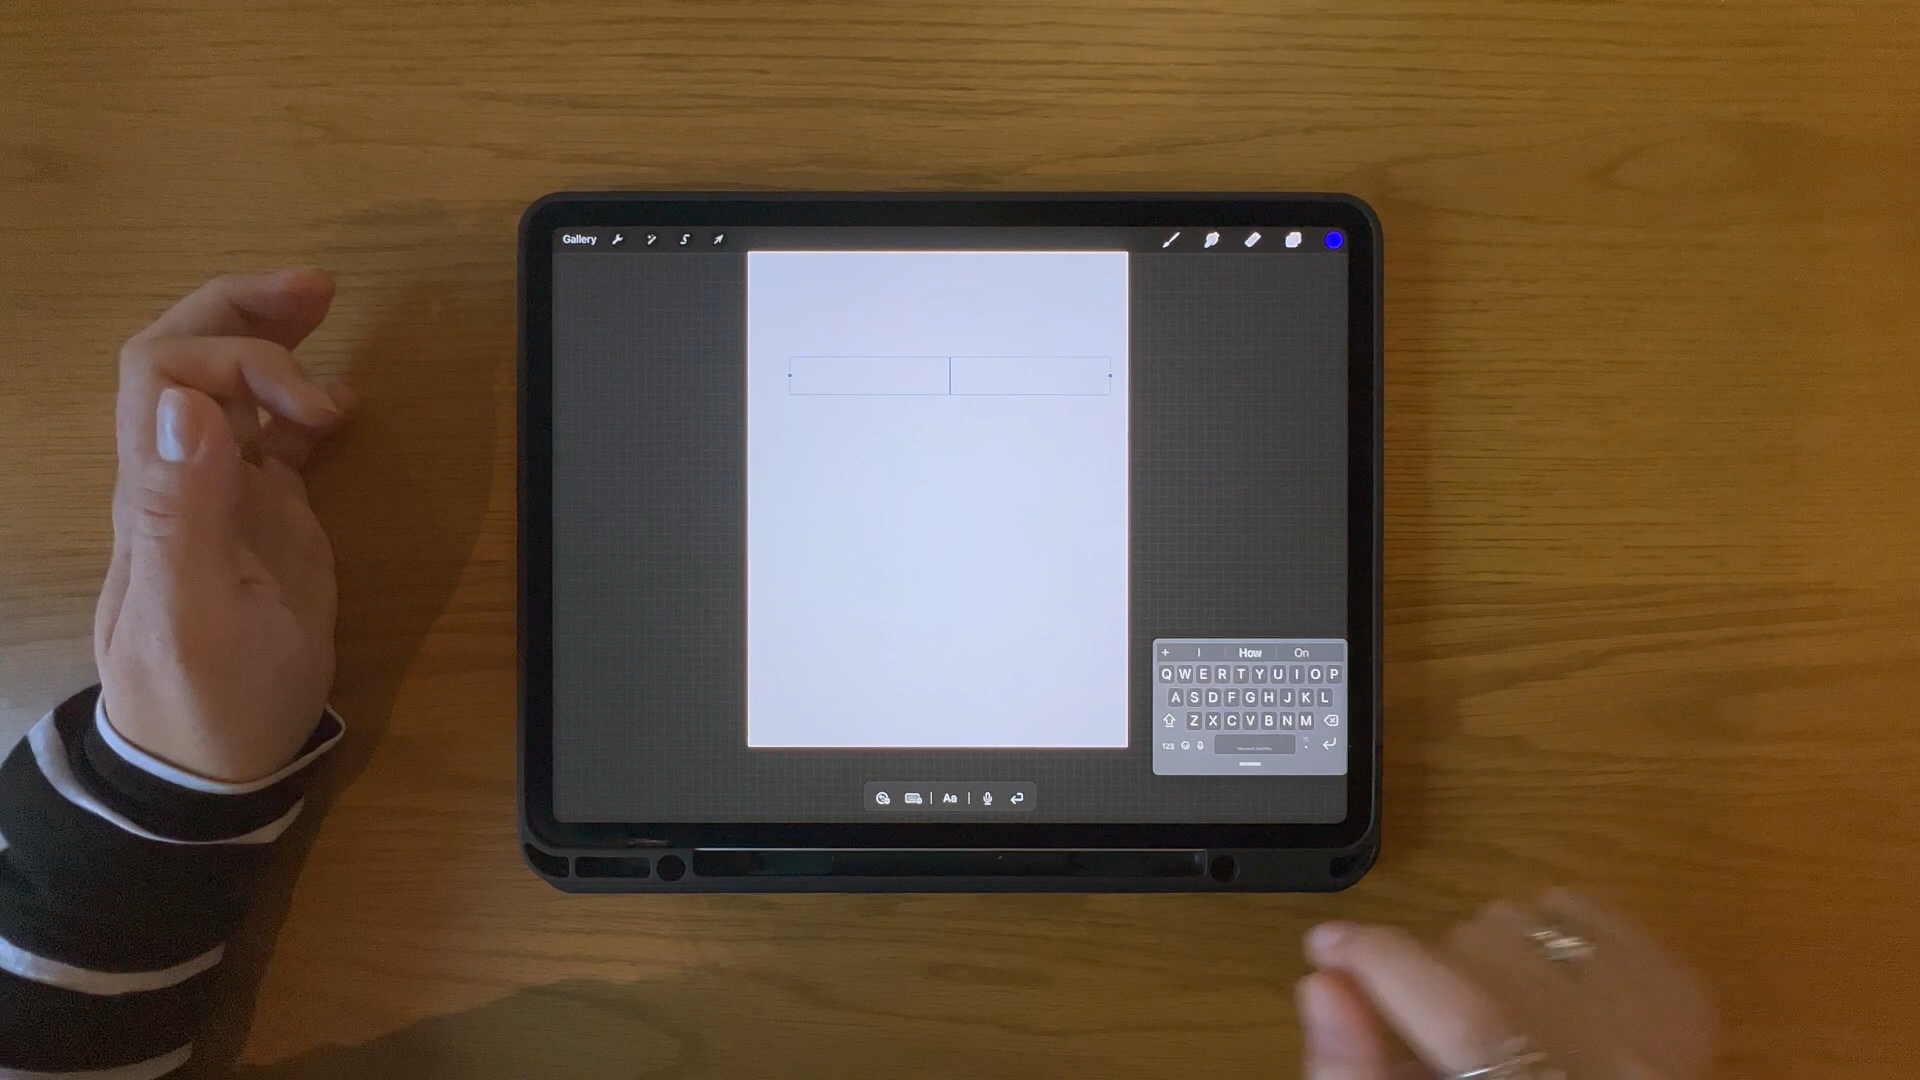 Gallery
+ I How On
Q W E R T Y U I O P
A S D F G H J K L
Z X C V B N M
123
Aa